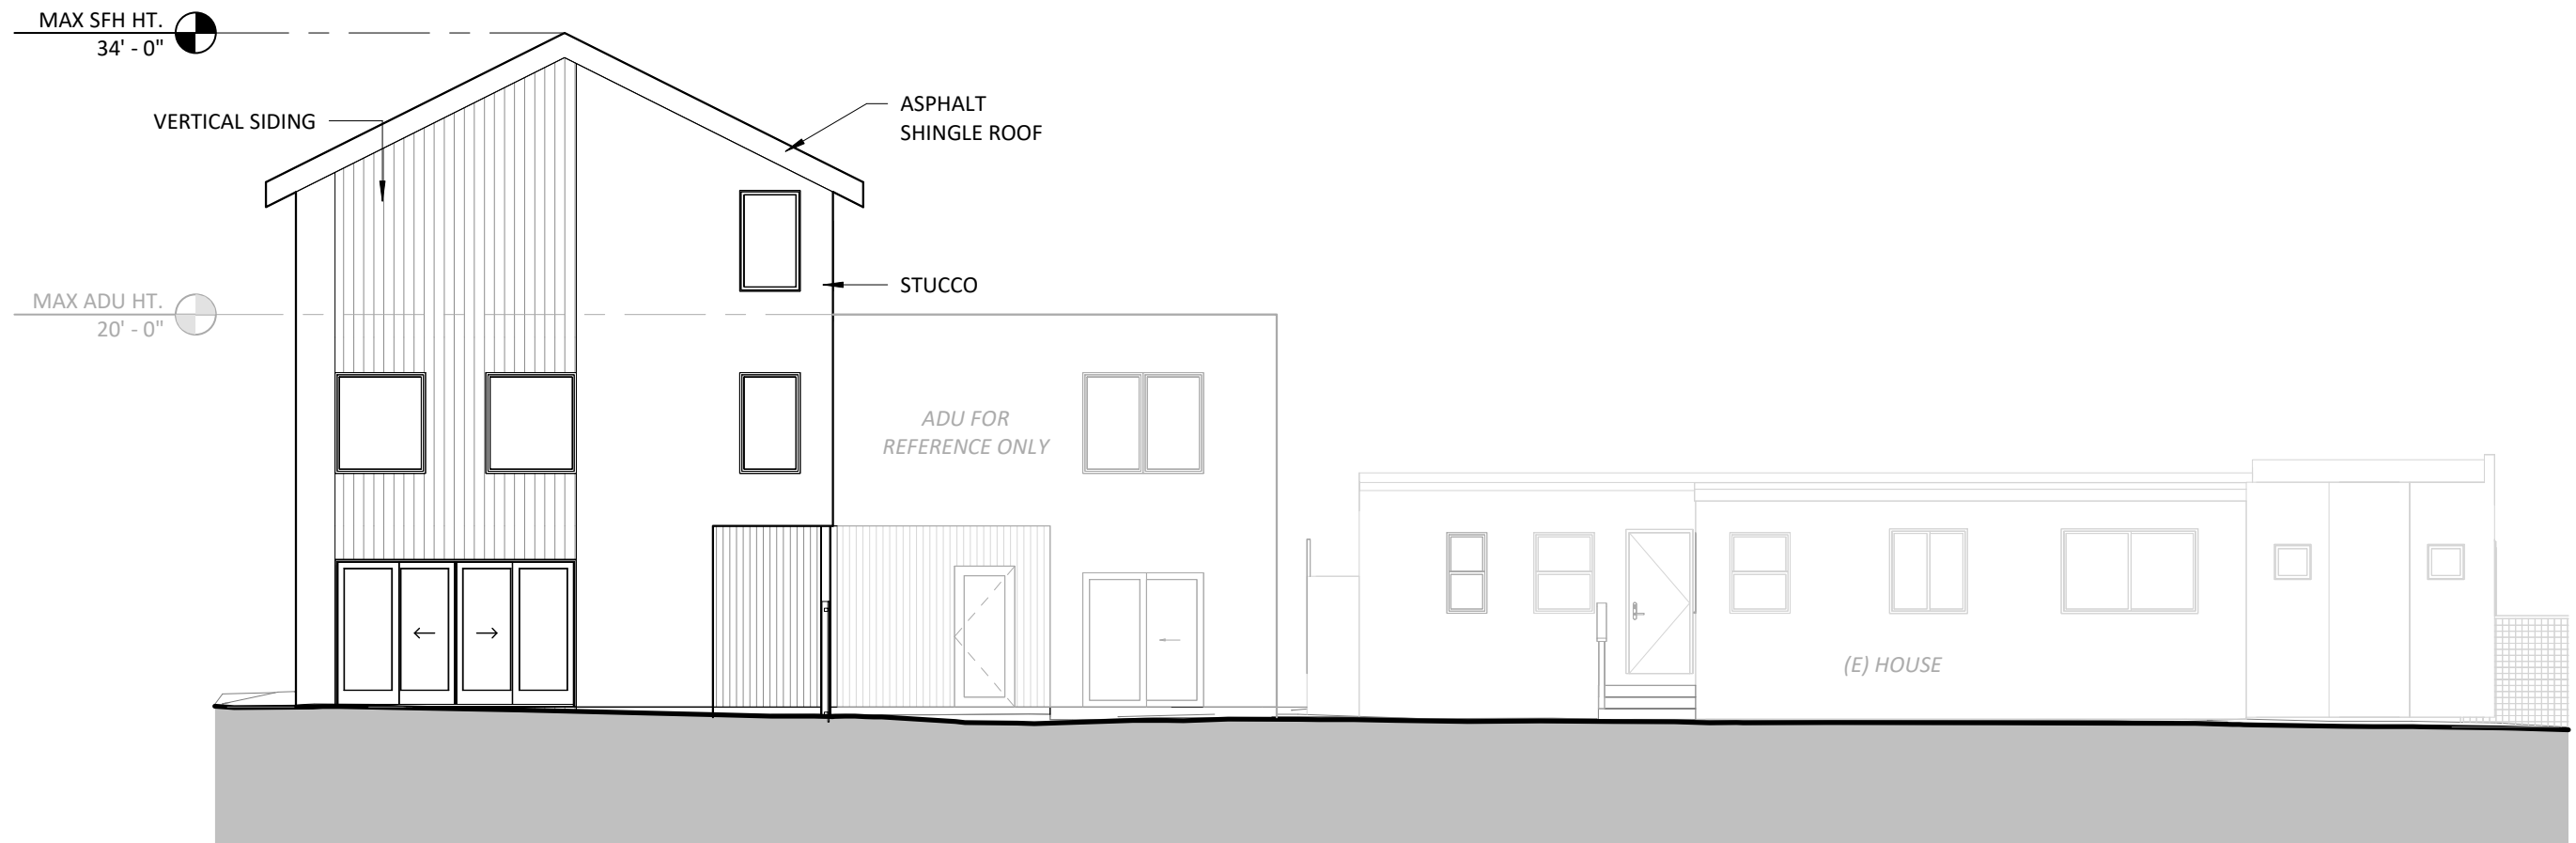 MAX SFH HT.
34' - 0"
VERTICAL SIDING
ASPHALT
SHINGLE ROOF
STUCCO
MAX ADU HT.
20' - 0"
ADU FOR
REFERENCE ONLY
(E) HOUSE